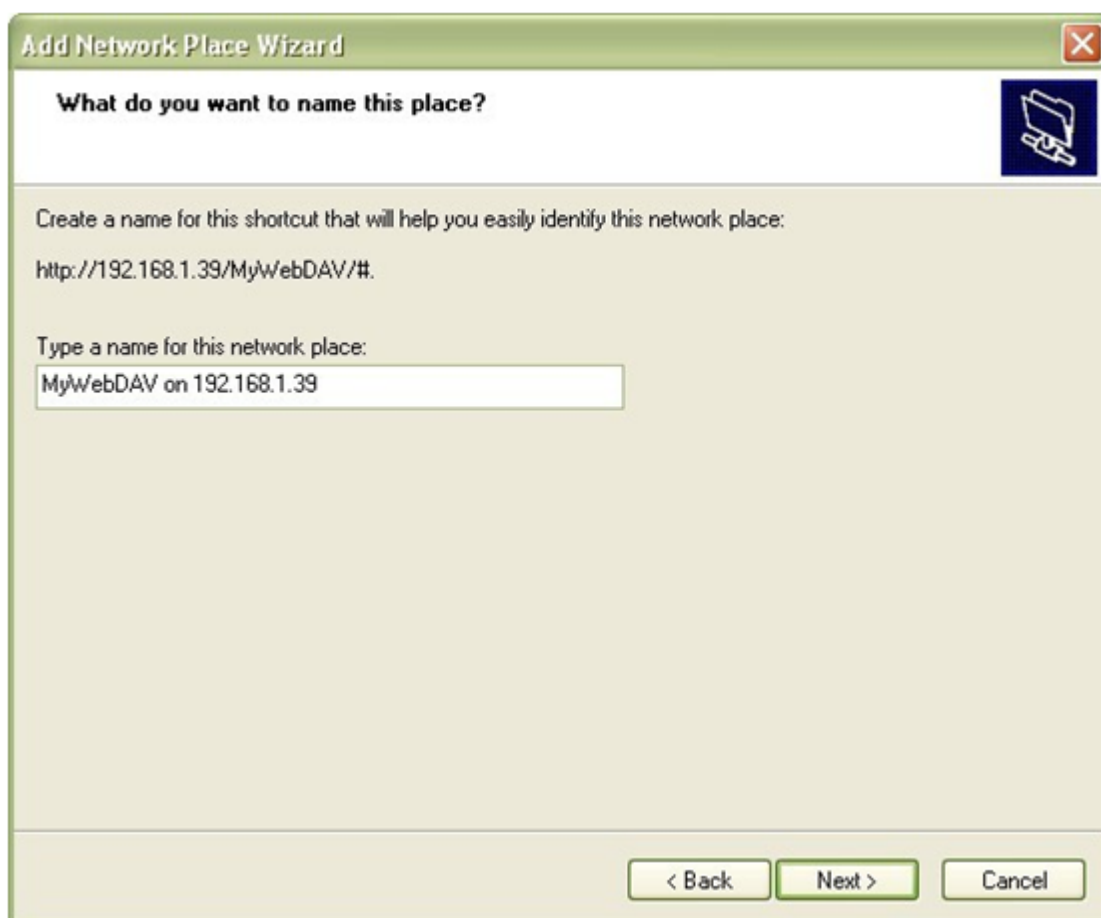 Add Network Place Wizard
What do you want to name this place?
Create a name for this shortcut that will help you easily identify this network place:
http://192.168.1.39/MyWebDAV/#.
Type a name for this network place:
MyWebDAV on 192.168.1.39
< Back Next > Cancel